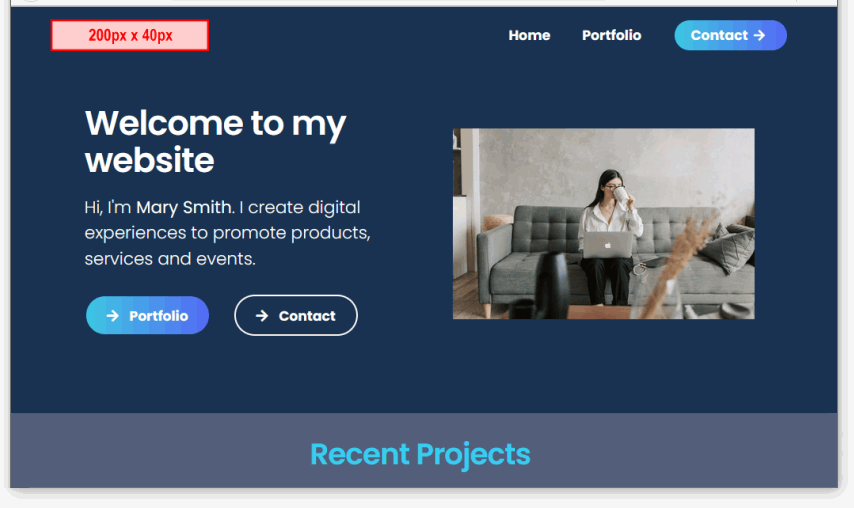 200px x 40px
Home
Portfolio
Contact →
Welcome to my
website
Hi, I'm Mary Smith. I create digital
experiences to promote products,
services and events.
→ Portfolio
→ Contact
Recent Projects